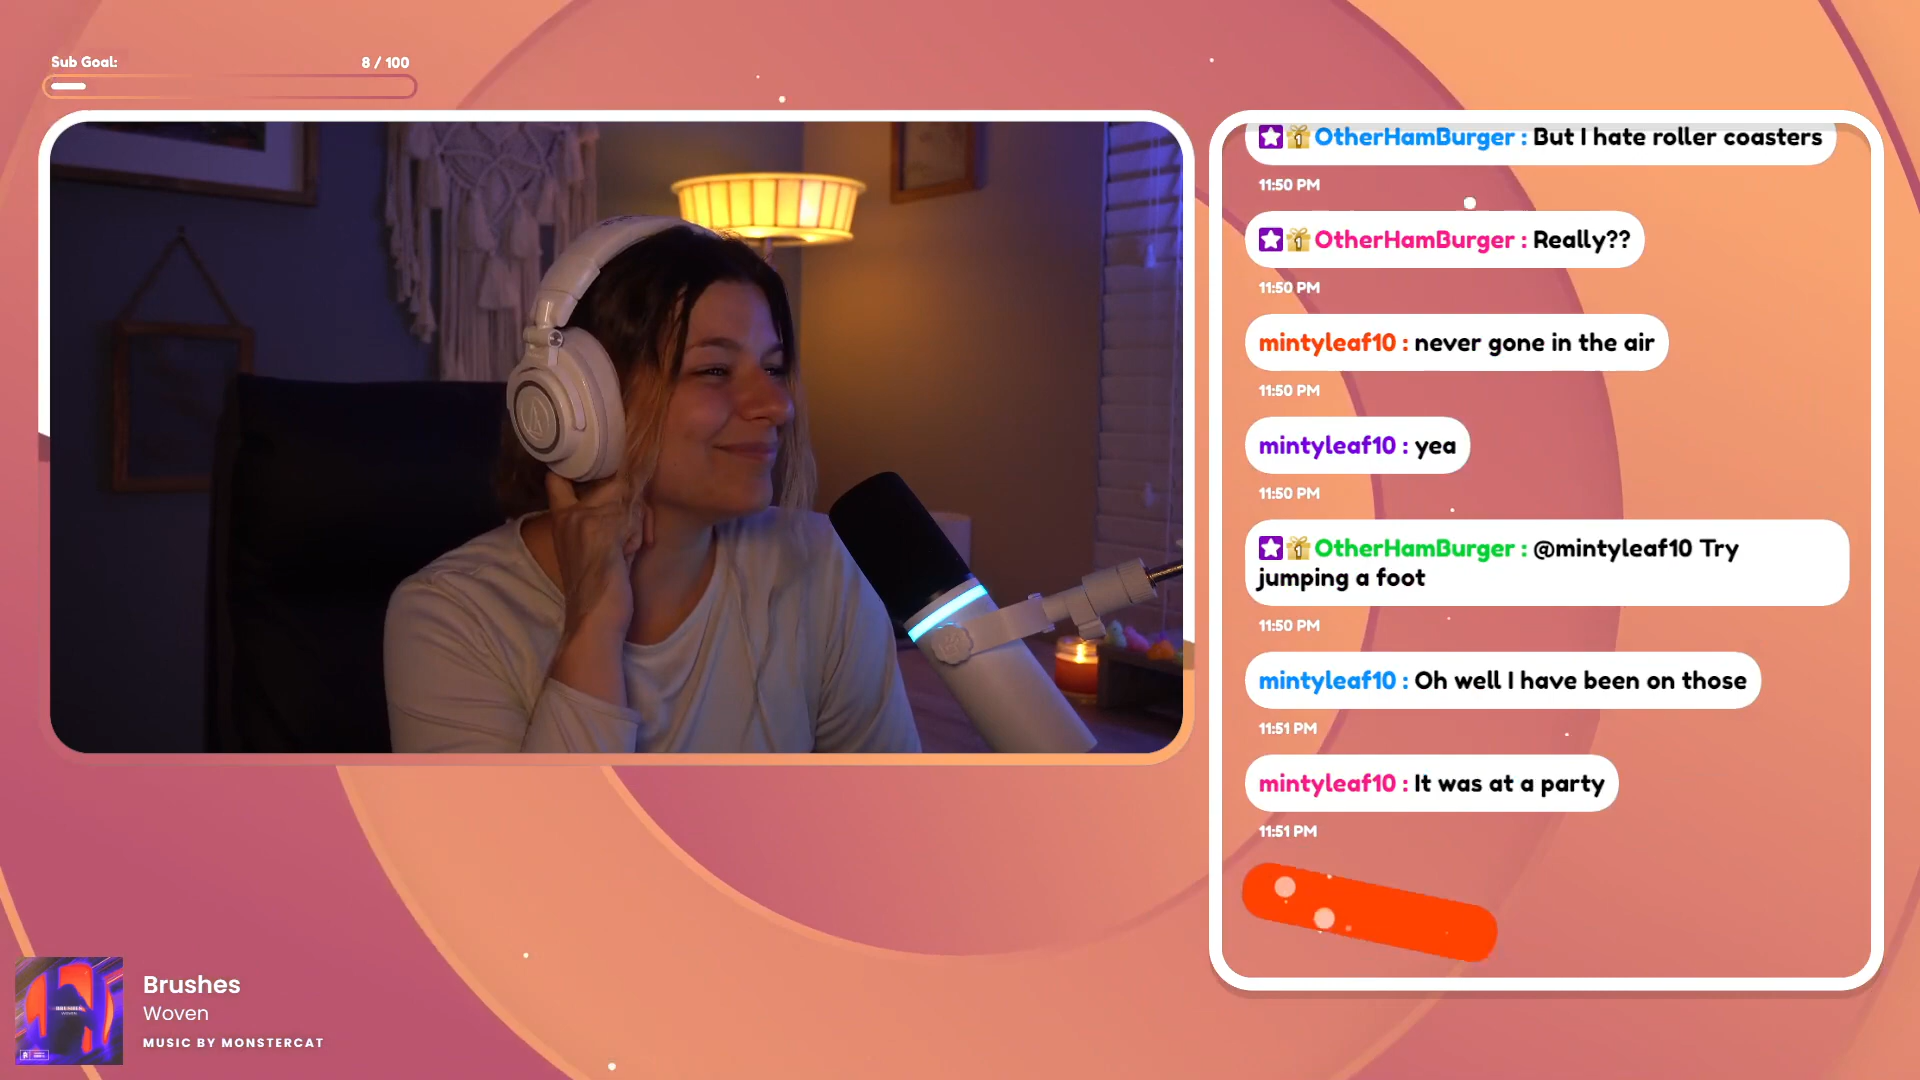 Sub Goal:
8 / 100
OtherHamBurger : But I hate roller coasters
11:50 PM
OtherHamBurger : Really??
11:50 PM
mintyleaf10 : never gone in the air
11:50 PM
mintyleaf10 : yea
11:50 PM
OtherHamBurger : @mintyleaf10 Try
jumping a foot
11:50 PM
mintyleaf10 : Oh well I have been on those
11:51 PM
mintyleaf10 : It was at a party
11:51 PM
Brushes
Woven
MUSIC BY MONSTERCAT